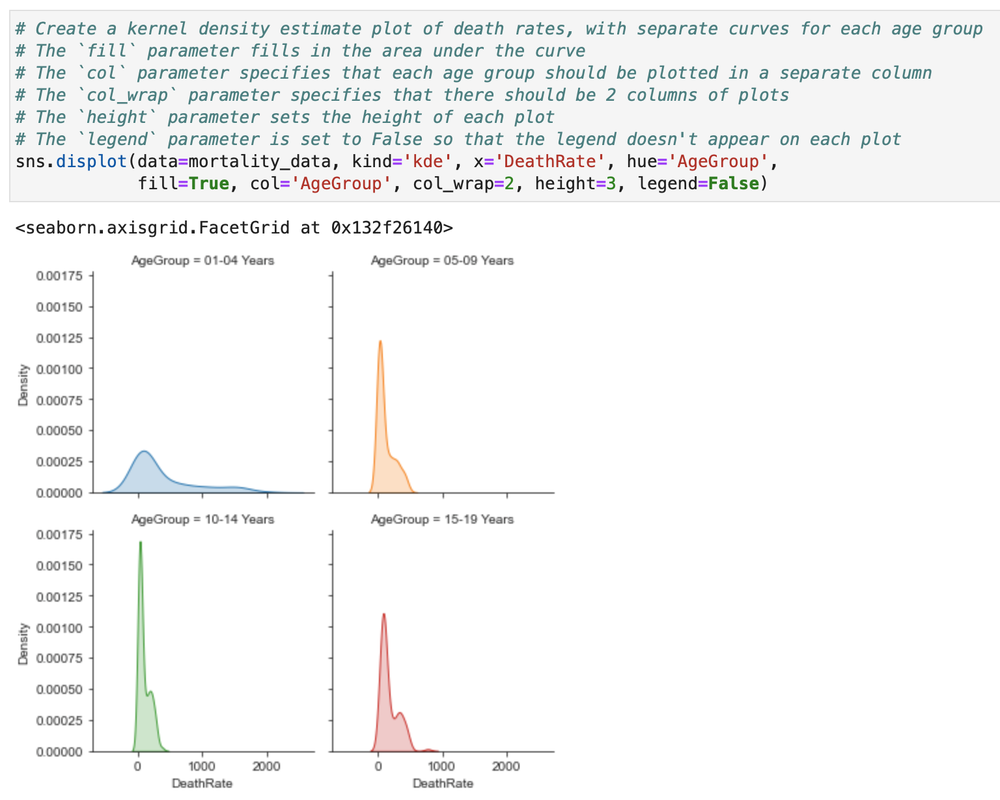 # Create a kernel density estimate plot of death rates, with separate curves for each age group
# The `fill` parameter fills in the area under the curve
# The `col` parameter specifies that each age group should be plotted in a separate column
# The `col_wrap` parameter specifies that there should be 2 columns of plots
# The `height` parameter sets the height of each plot
# The `legend` parameter is set to False so that the legend doesn't appear on each plot
sns.displot(data=mortality_data, kind='kde', x='DeathRate', hue='AgeGroup',
            fill=True, col='AgeGroup', col_wrap=2, height=3, legend=False)
<seaborn.axisgrid.FacetGrid at 0x132f26140>
AgeGroup = 01-04 Years
0.00175
0.00150
0.00125
0.00100
0.00075
0.00050
0.00025
0.00000
Density
AgeGroup = 05-09 Years
AgeGroup = 10-14 Years
0.00175
0.00150
0.00125
0.00100
0.00075
0.00050
0.00025
0.00000
Density
0 1000 2000
DeathRate
AgeGroup = 15-19 Years
0 1000 2000
DeathRate